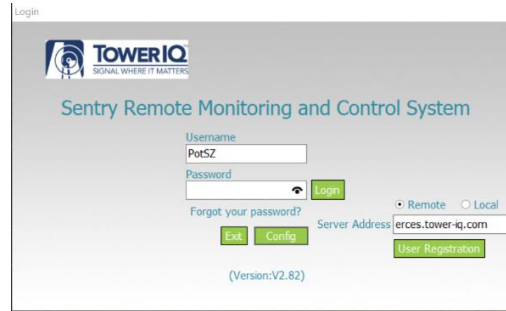 Login
TOWERIQ
SIGNAL WHERE IT MATTERS
Sentry Remote Monitoring and Control System
Username
PotSZ
Password
Login
Forgot your password?
Remote Local
Server Address erces.tower-iq.com
Exit Config
User Registration
(Version:V2.82)